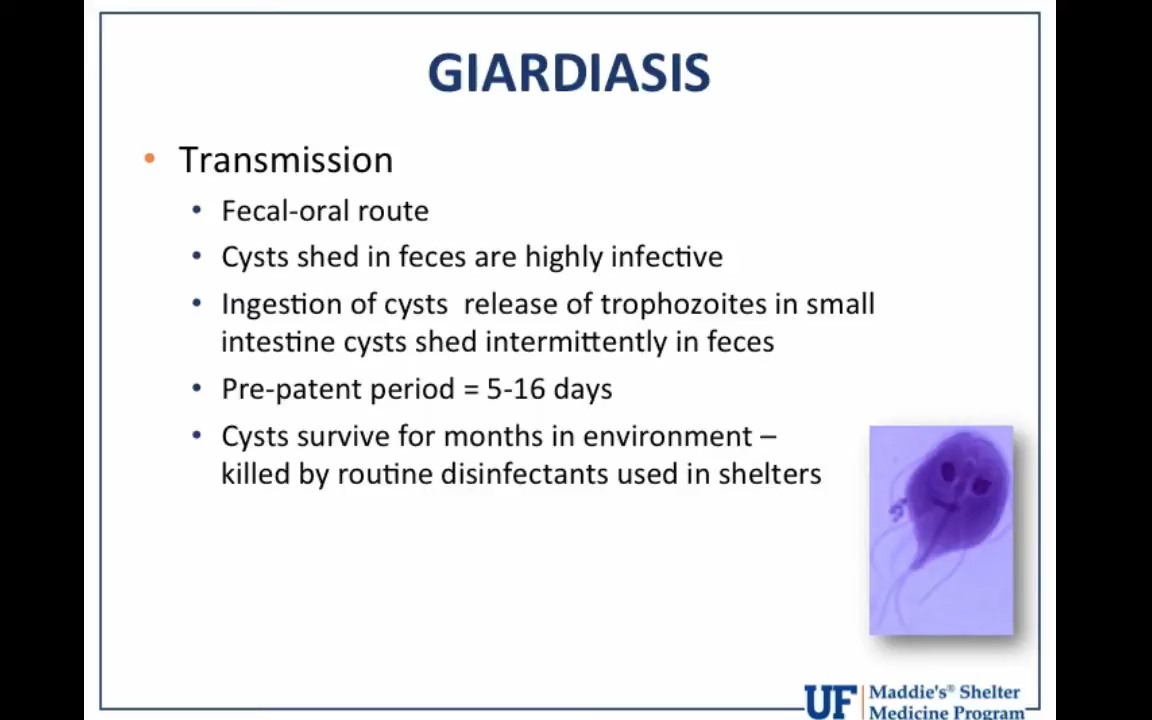 GIARDIASIS
• Transmission
• Fecal-oral route
• Cysts shed in feces are highly infective
• Ingestion of cysts  release of trophozoites in small
intestine cysts shed intermittently in feces
• Pre-patent period = 5-16 days
• Cysts survive for months in environment –
killed by routine disinfectants used in shelters
UF Maddie's® Shelter
Medicine Program